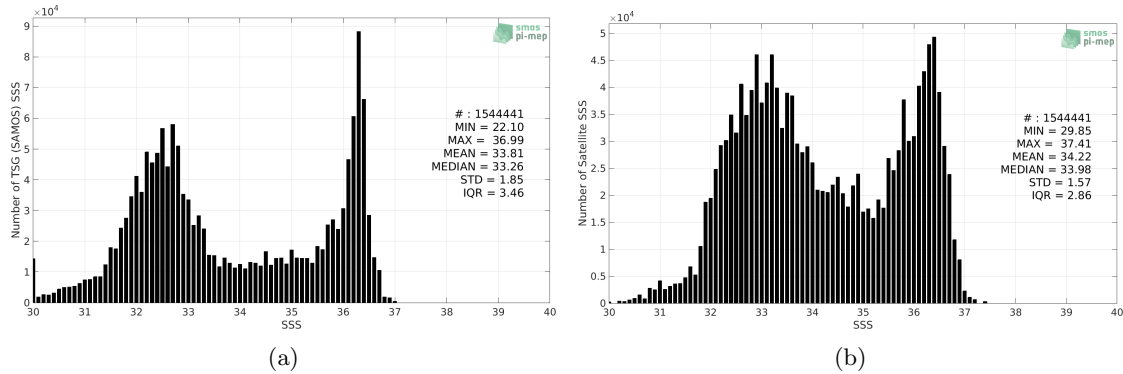 ×10⁴
9
8
7
6
5
4
3
2
1
0
Number of TSG (SAMOS) SSS
30 31 32 33 34 35 36 37 38 39 40
SSS
smos
pi-mep
# : 1544441
MIN = 22.10
MAX = 36.99
MEAN = 33.81
MEDIAN = 33.26
STD = 1.85
IQR = 3.46
(a)
×10⁴
5
4.5
4
3.5
3
2.5
2
1.5
1
0.5
0
Number of Satellite SSS
30 31 32 33 34 35 36 37 38 39 40
SSS
smos
pi-mep
# : 1544441
MIN = 29.85
MAX = 37.41
MEAN = 34.22
MEDIAN = 33.98
STD = 1.57
IQR = 2.86
(b)